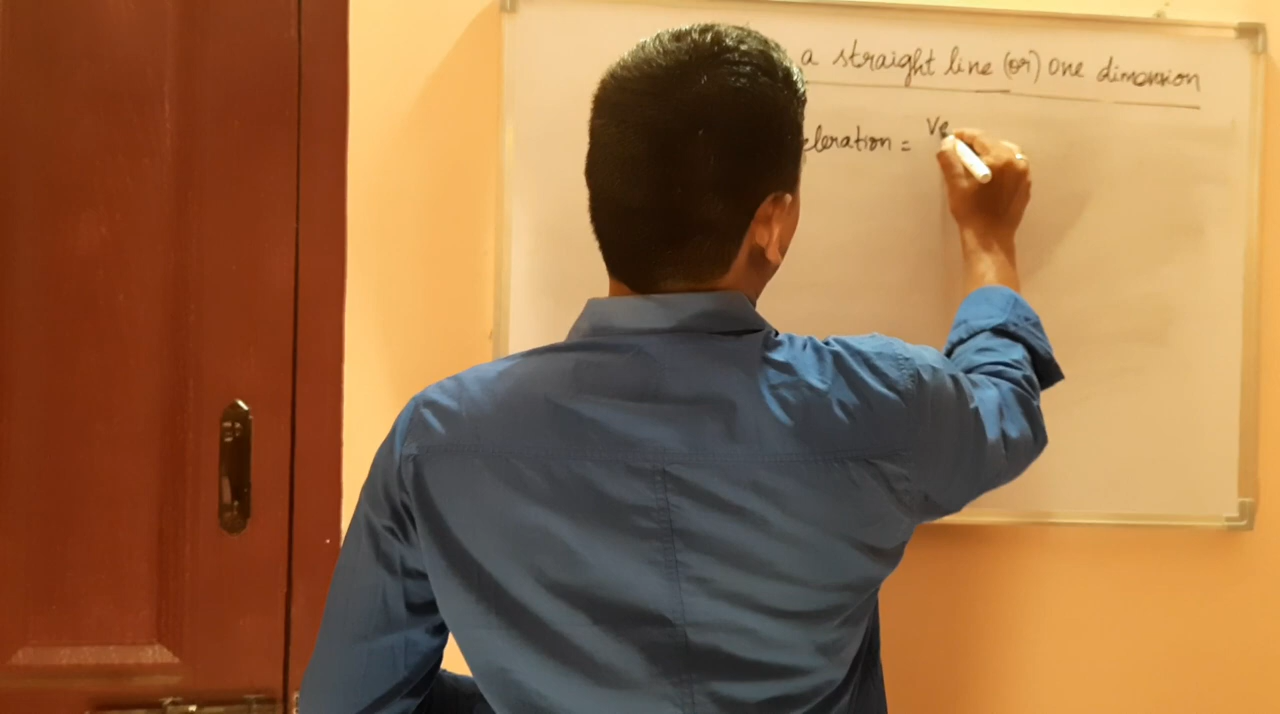 a straight line (or) one dimension
eleration = Ve